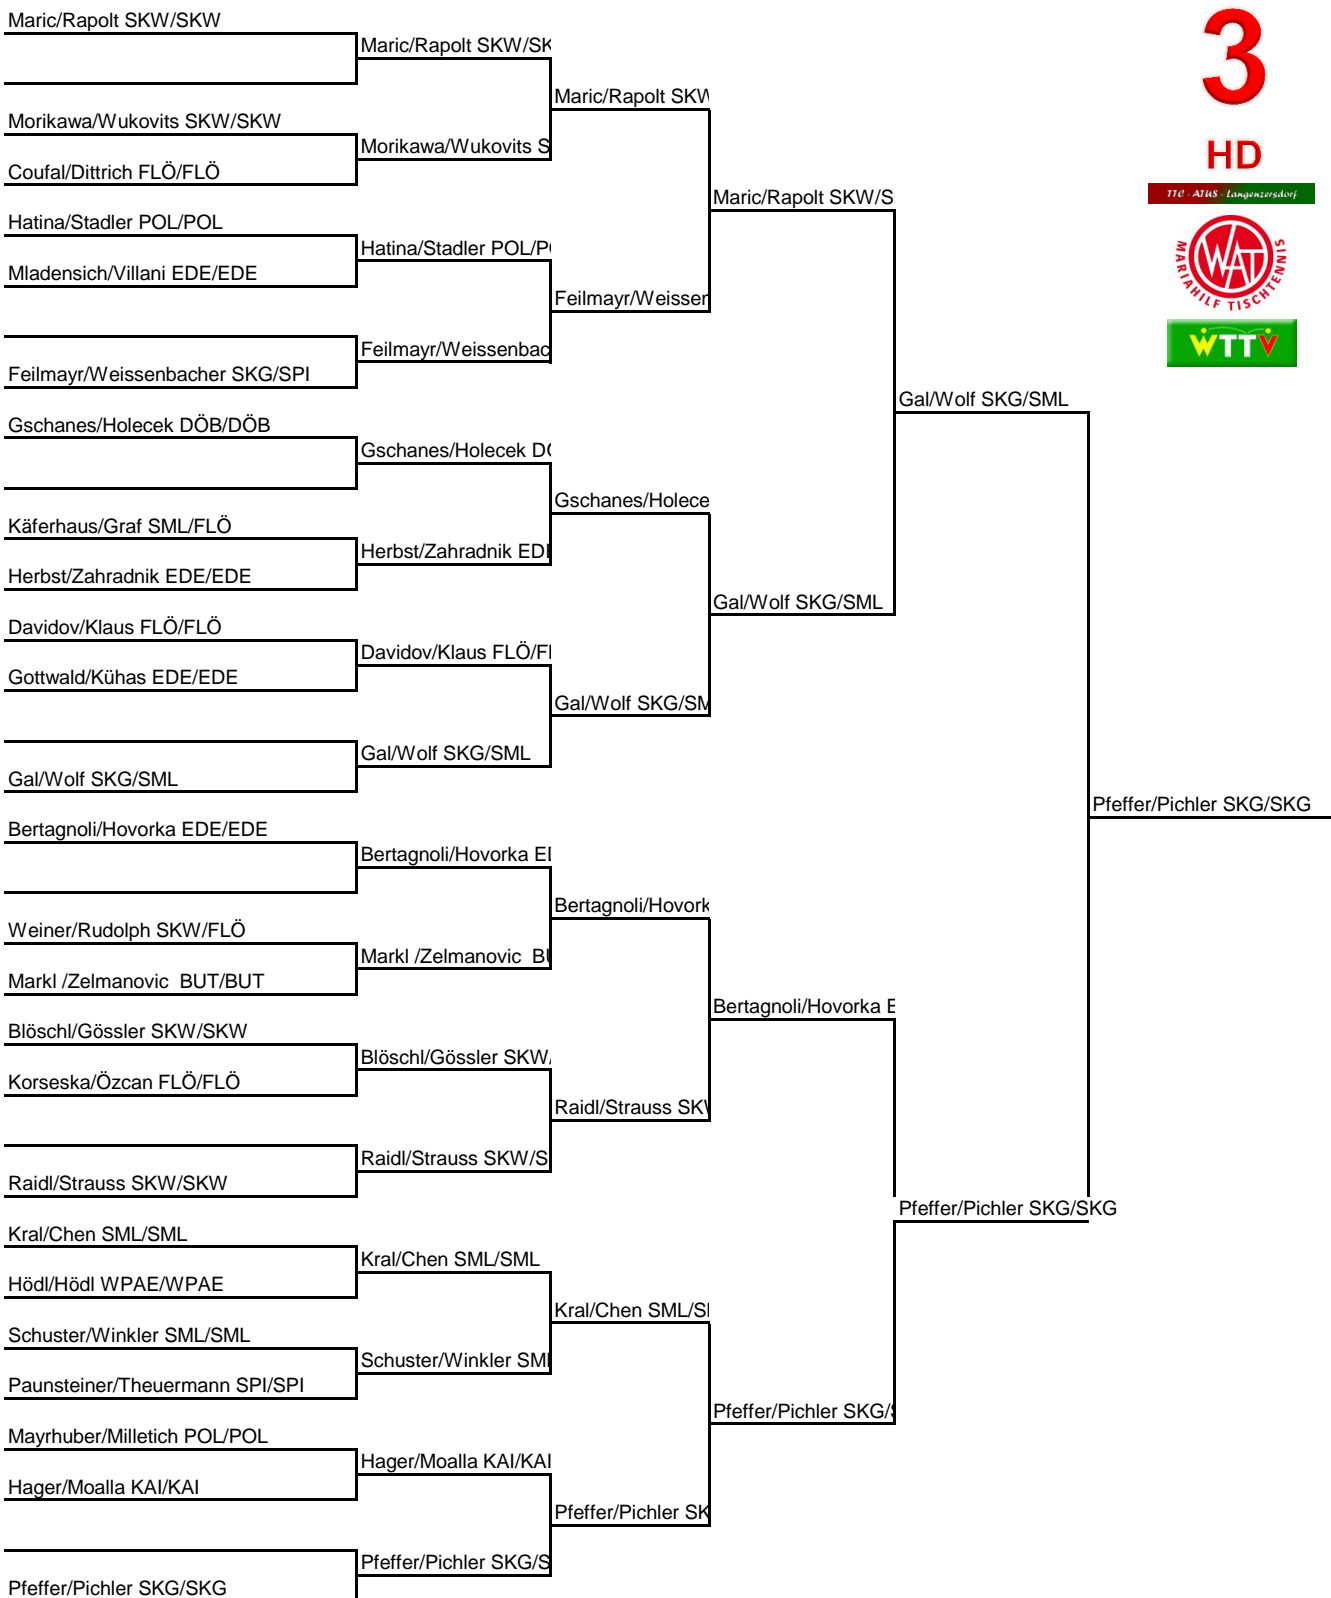 Maric/Rapolt SKW/SKW
Morikawa/Wukovits SKW/SKW
Coufal/Dittrich FLÖ/FLÖ
Hatina/Stadler POL/POL
Mladensich/Villani EDE/EDE
Feilmayr/Weissenbacher SKG/SPI
Gschanes/Holecek DÖB/DÖB
Käferhaus/Graf SML/FLÖ
Herbst/Zahradnik EDE/EDE
Davidov/Klaus FLÖ/FLÖ
Gottwald/Kühas EDE/EDE
Gal/Wolf SKG/SML
Bertagnoli/Hovorka EDE/EDE
Weiner/Rudolph SKW/FLÖ
Markl /Zelmanovic  BUT/BUT
Blöschl/Gössler SKW/SKW
Korseska/Özcan FLÖ/FLÖ
Raidl/Strauss SKW/SKW
Kral/Chen SML/SML
Hödl/Hödl WPAE/WPAE
Schuster/Winkler SML/SML
Paunsteiner/Theuermann SPI/SPI
Mayrhuber/Milletich POL/POL
Hager/Moalla KAI/KAI
Pfeffer/Pichler SKG/SKG
Maric/Rapolt SKW/SK
Morikawa/Wukovits S
Hatina/Stadler POL/P
Feilmayr/Weissenbac
Gschanes/Holecek D
Herbst/Zahradnik ED
Davidov/Klaus FLÖ/F
Gal/Wolf SKG/SML
Bertagnoli/Hovorka E
Markl /Zelmanovic  B
Blöschl/Gössler SKW/
Raidl/Strauss SKW/S
Kral/Chen SML/SML
Schuster/Winkler SM
Hager/Moalla KAI/KAI
Pfeffer/Pichler SKG/S
Maric/Rapolt SKW
Feilmayr/Weissen
Gschanes/Holece
Gal/Wolf SKG/SM
Bertagnoli/Hovork
Raidl/Strauss SK
Kral/Chen SML/S
Pfeffer/Pichler SK
Maric/Rapolt SKW/S
Gal/Wolf SKG/SML
Bertagnoli/Hovorka E
Pfeffer/Pichler SKG/
Gal/Wolf SKG/SML
Pfeffer/Pichler SKG/SKG
Pfeffer/Pichler SKG/SKG
3
HD
TTC - ATUS - Langenzersdorf
WAT
MARIAHILF TISCHTENNIS
WTTV